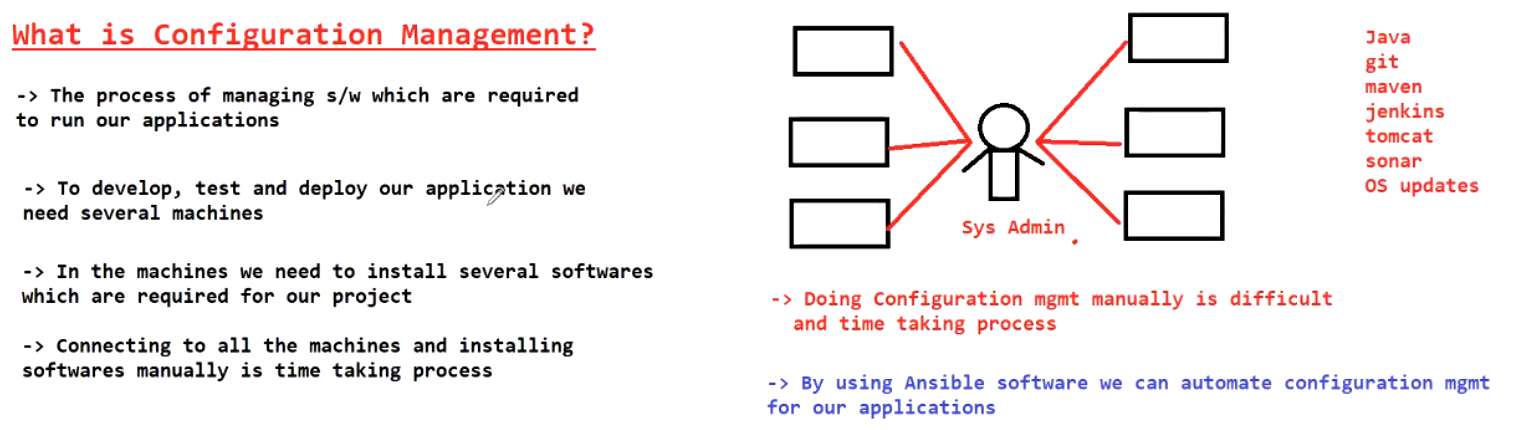 What is Configuration Management?
-> The process of managing s/w which are required
to run our applications
-> To develop, test and deploy our application we
need several machines
-> In the machines we need to install several softwares
which are required for our project
-> Connecting to all the machines and installing
softwares manually is time taking process
Sys Admin
Java
git
maven
jenkins
tomcat
sonar
OS updates
-> Doing Configuration mgmt manually is difficult
and time taking process
-> By using Ansible software we can automate configuration mgmt
for our applications